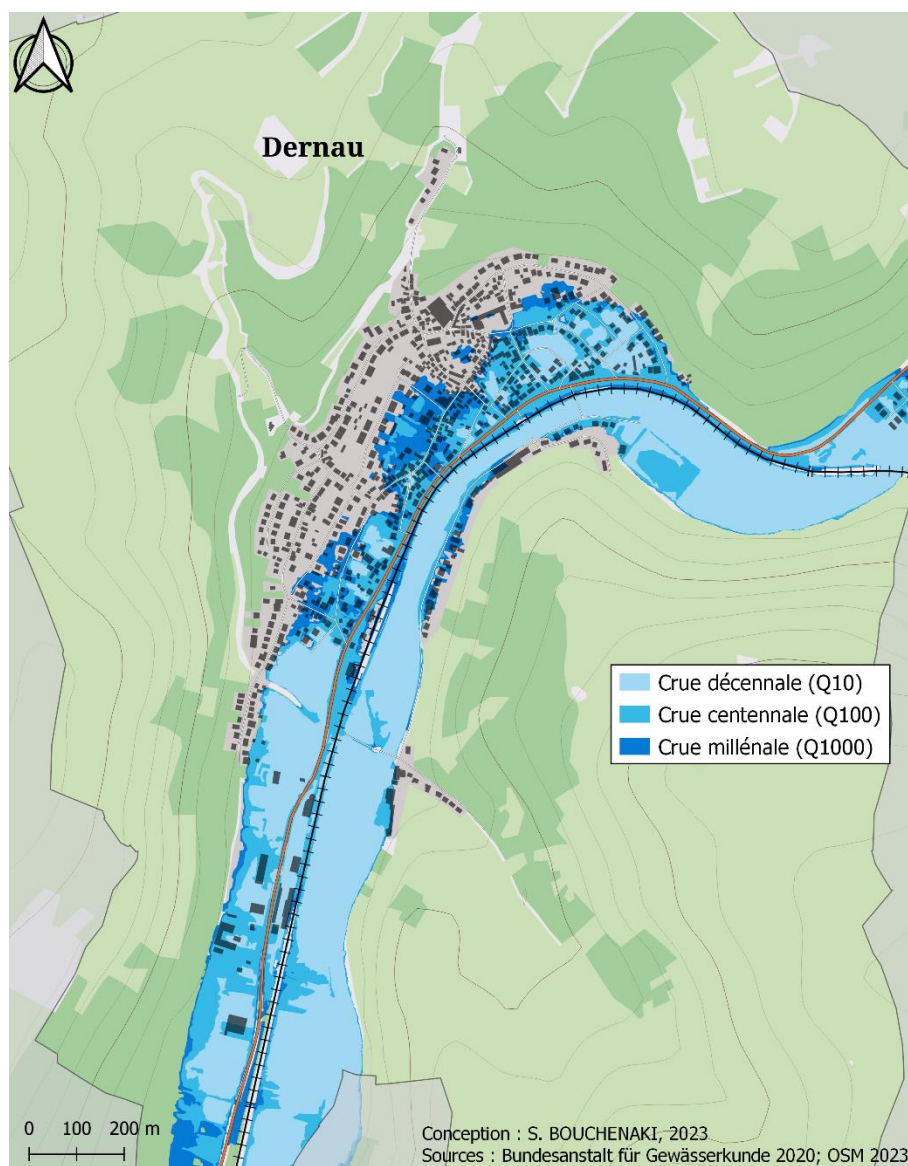 Dernau
Crue décennale (Q10)
Crue centennale (Q100)
Crue millénale (Q1000)
0 100 200 m
Conception : S. BOUCHENAKI, 2023
Sources : Bundesanstalt für Gewässerkunde 2020; OSM 2023